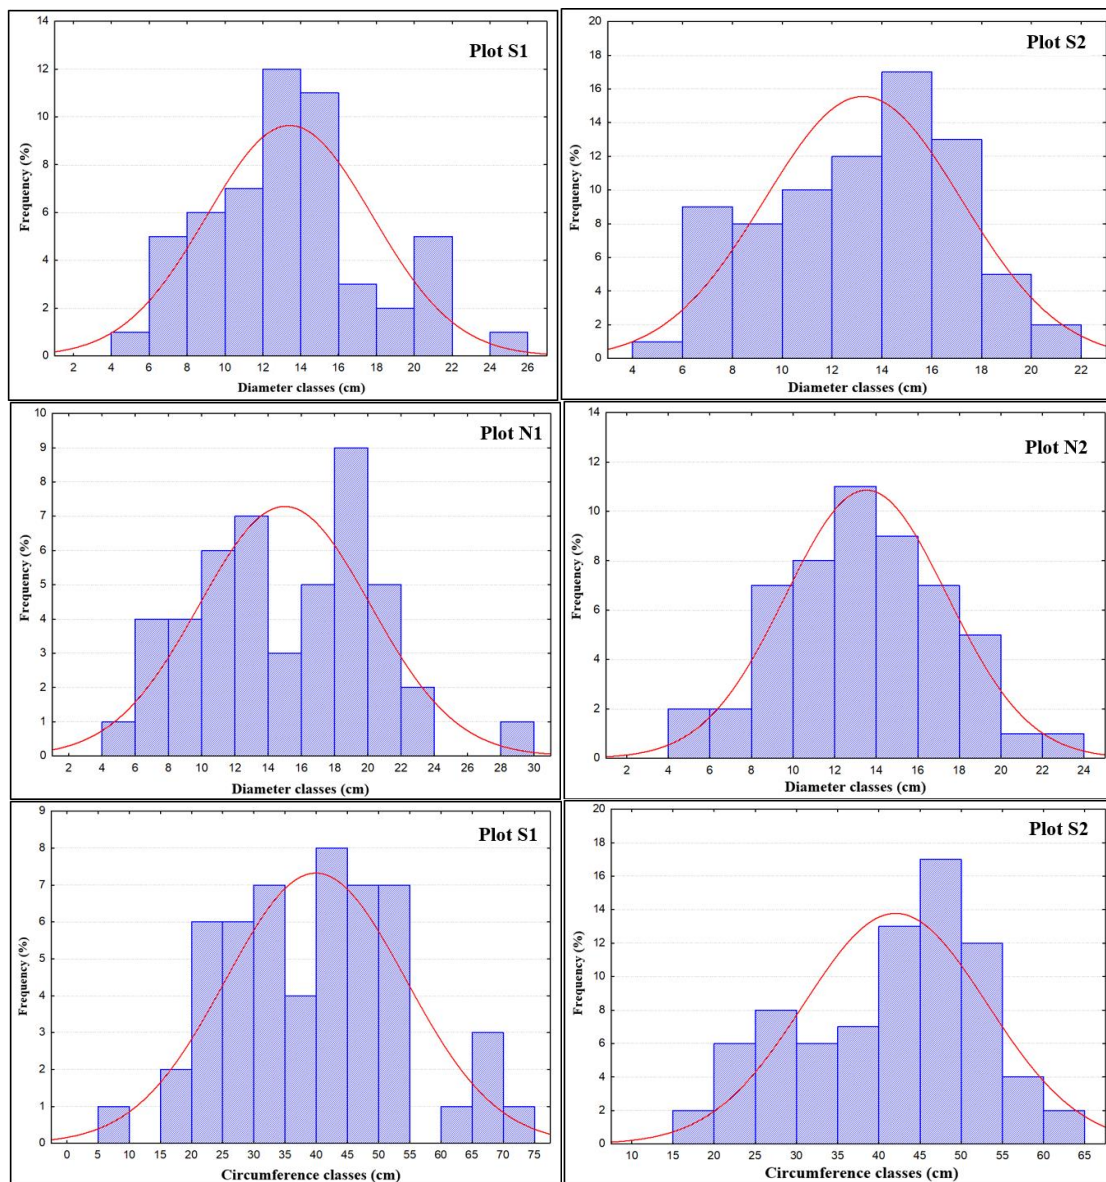 Plot S1
14
12
10
8
6
4
2
0
Frequency (%)
2 4 6 8 10 12 14 16 18 20 22 24 26
Diameter classes (cm)
Plot S2
20
18
16
14
12
10
8
6
4
2
0
Frequency (%)
4 6 8 10 12 14 16 18 20 22
Diameter classes (cm)
Plot N1
10
9
8
7
6
5
4
3
2
1
0
Frequency (%)
2 4 6 8 10 12 14 16 18 20 22 24 26 28 30
Diameter classes (cm)
Plot N2
14
12
10
8
6
4
2
0
Frequency (%)
2 4 6 8 10 12 14 16 18 20 22 24
Diameter classes (cm)
Plot S1
9
8
7
6
5
4
3
2
1
0
Frequency (%)
0 5 10 15 20 25 30 35 40 45 50 55 60 65 70 75
Circumference classes (cm)
Plot S2
20
18
16
14
12
10
8
6
4
2
0
Frequency (%)
10 15 20 25 30 35 40 45 50 55 60 65
Circumference classes (cm)